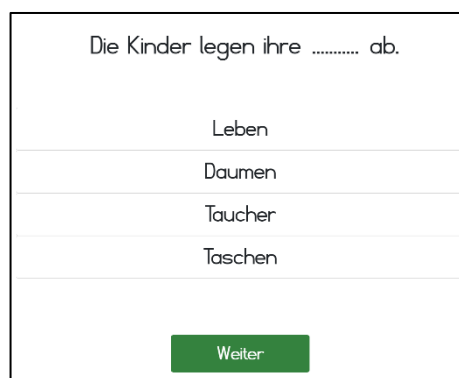 Die Kinder legen ihre ........... ab.
Leben
Daumen
Taucher
Taschen
Weiter